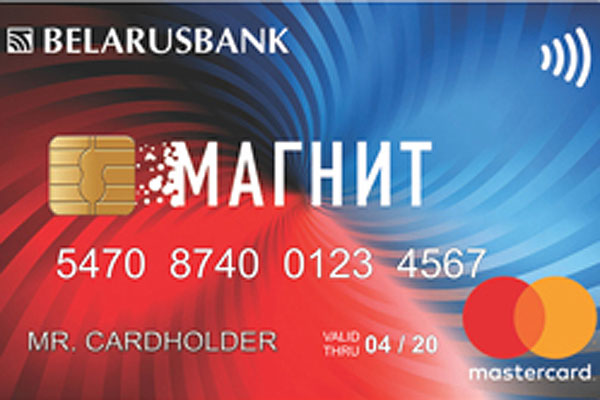 BELARUSBANK
МАГНИТ
5470 8740 0123 4567
MR. CARDHOLDER
VALID THRU 04 / 20
mastercard.